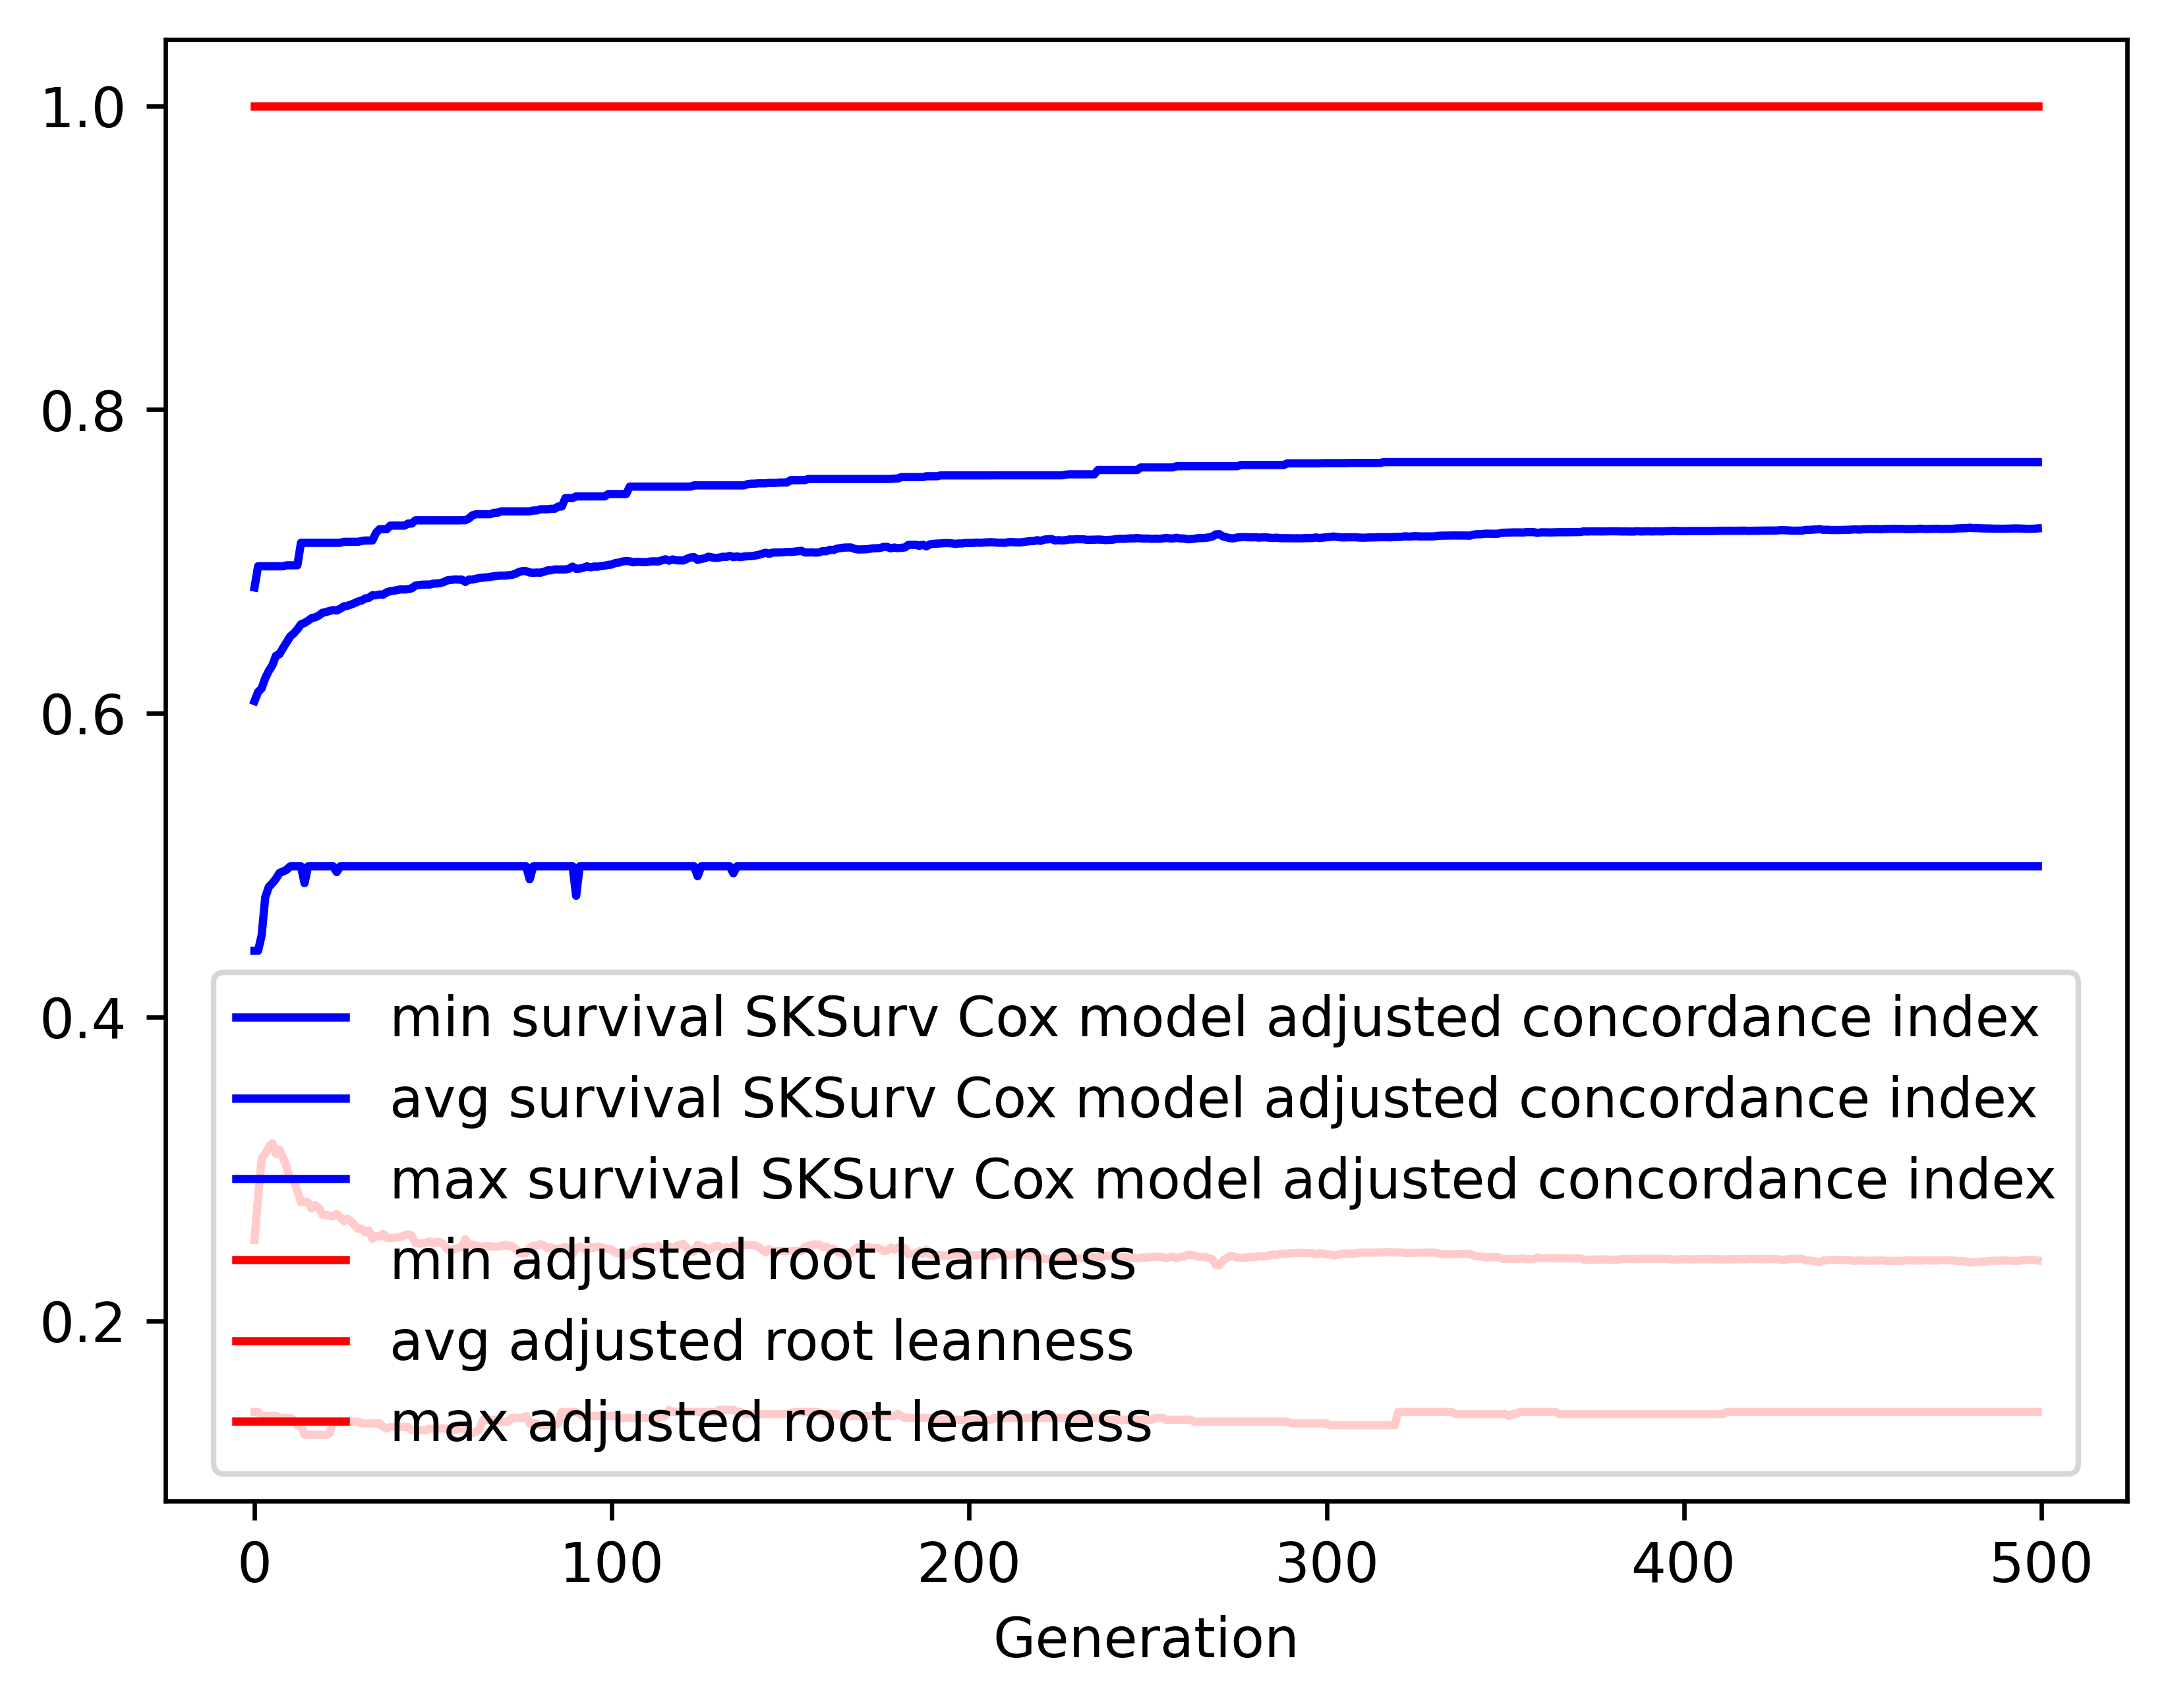 1.0
0.8
0.6
0.4
0.2
min survival SKSurv Cox model adjusted concordance index
avg survival SKSurv Cox model adjusted concordance index
max survival SKSurv Cox model adjusted concordance index
min adjusted root leanness
avg adjusted root leanness
max adjusted root leanness
0 100 200 300 400 500
Generation